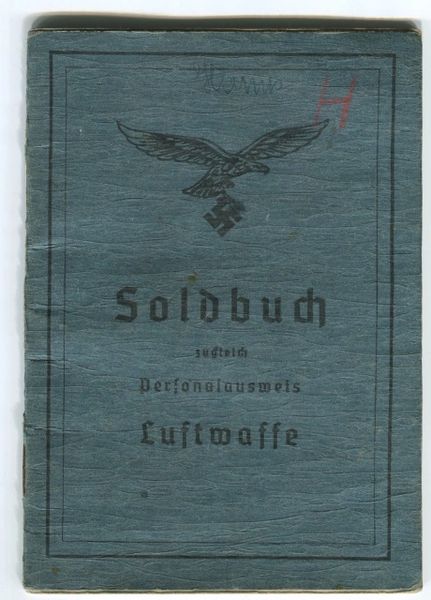 H
Soldbuch
zugleich
Personalausweis
Luftwaffe